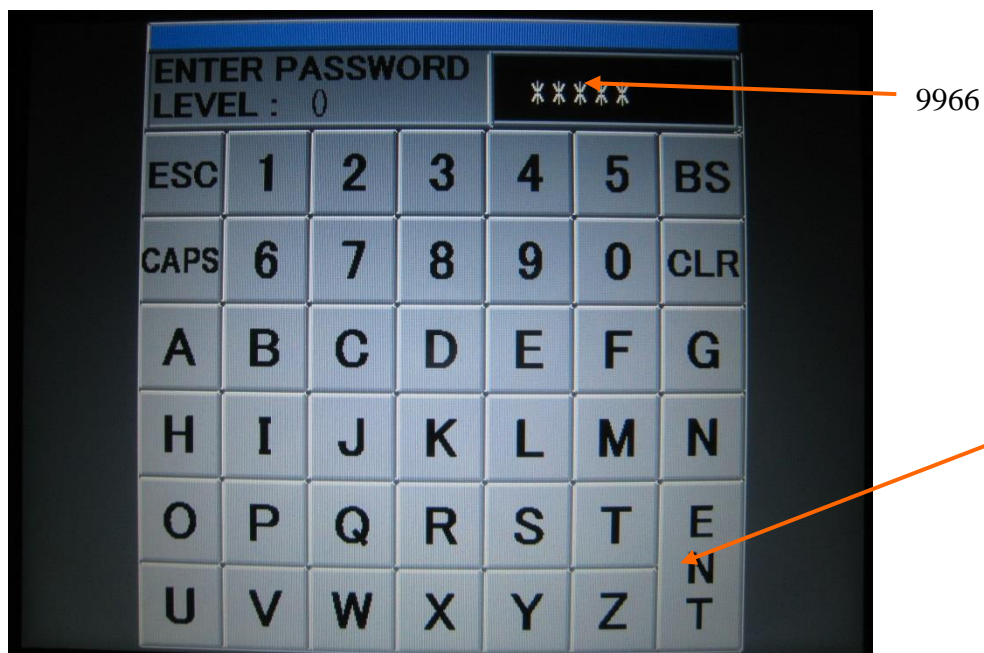 ENTER PASSWORD
LEVEL : 0
*****
9966
ESC 1 2 3 4 5 BS
CAPS 6 7 8 9 0 CLR
A B C D E F G
H I J K L M N
O P Q R S T ENT
U V W X Y Z